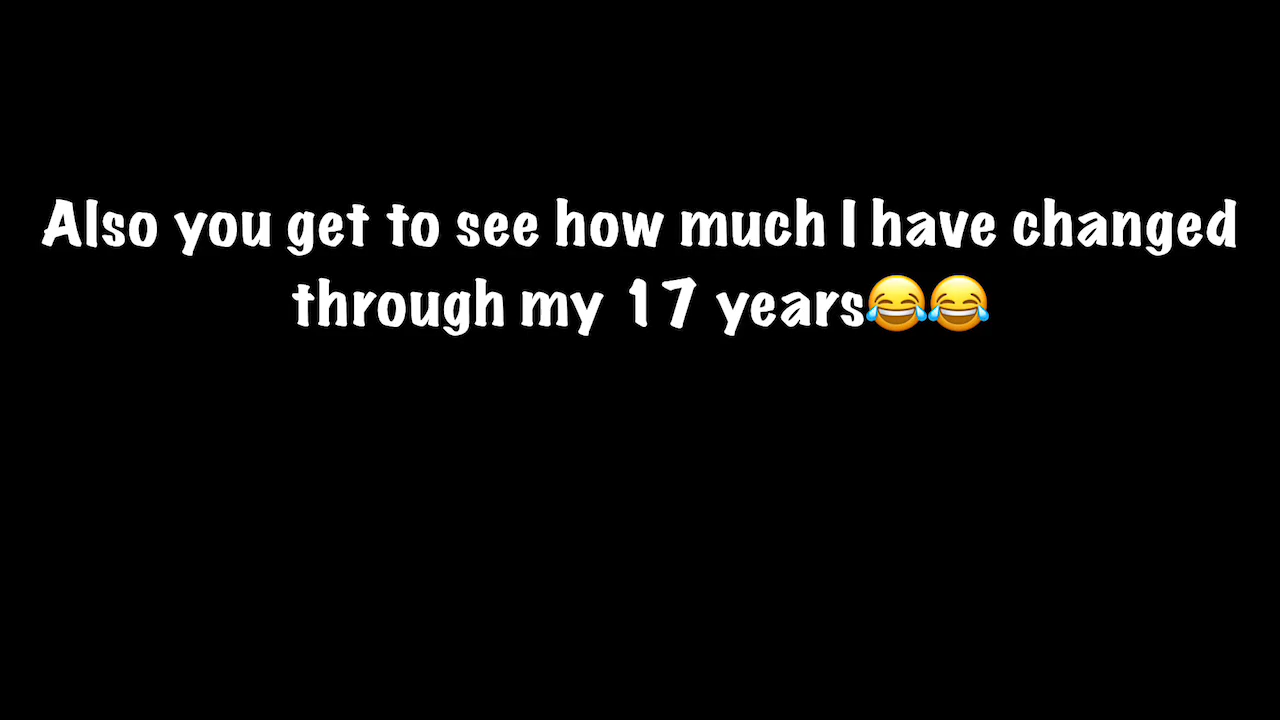 Also you get to see how much I have changed
through my 17 years😂😂